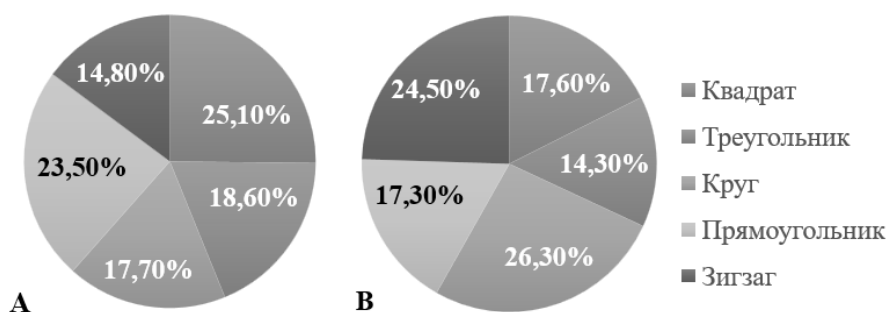 14,80%
25,10%
23,50%
18,60%
17,70%
A
24,50%
17,60%
14,30%
17,30%
26,30%
B
Квадрат
Треугольник
Круг
Прямоугольник
Зигзаг